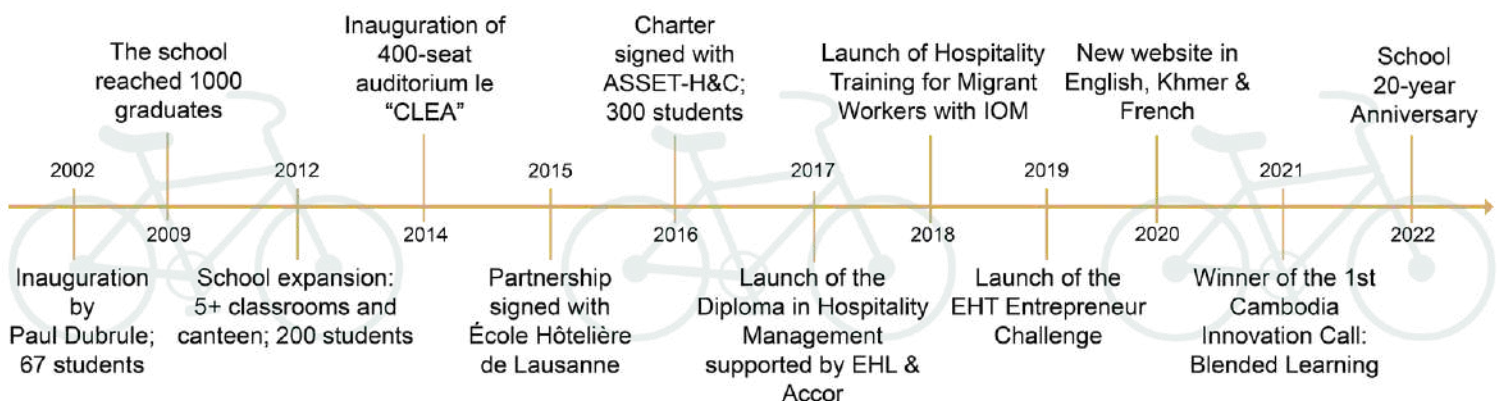 The school
reached 1000
graduates
Inauguration of
400-seat
auditorium le
“CLEA”
Charter
signed with
ASSET-H&C;
300 students
Launch of Hospitality
Training for Migrant
Workers with IOM
New website in
English, Khmer &
French
School
20-year
Anniversary
2002
2012
2015
2017
2019
2021
2009
2014
2016
2018
2020
2022
Inauguration
by
Paul Dubrule;
67 students
School expansion:
5+ classrooms and
canteen; 200 students
Partnership
signed with
École Hôtelière
de Lausanne
Launch of the
Diploma in Hospitality
Management
supported by EHL &
Accor
Launch of the
EHT Entrepreneur
Challenge
Winner of the 1st
Cambodia
Innovation Call:
Blended Learning